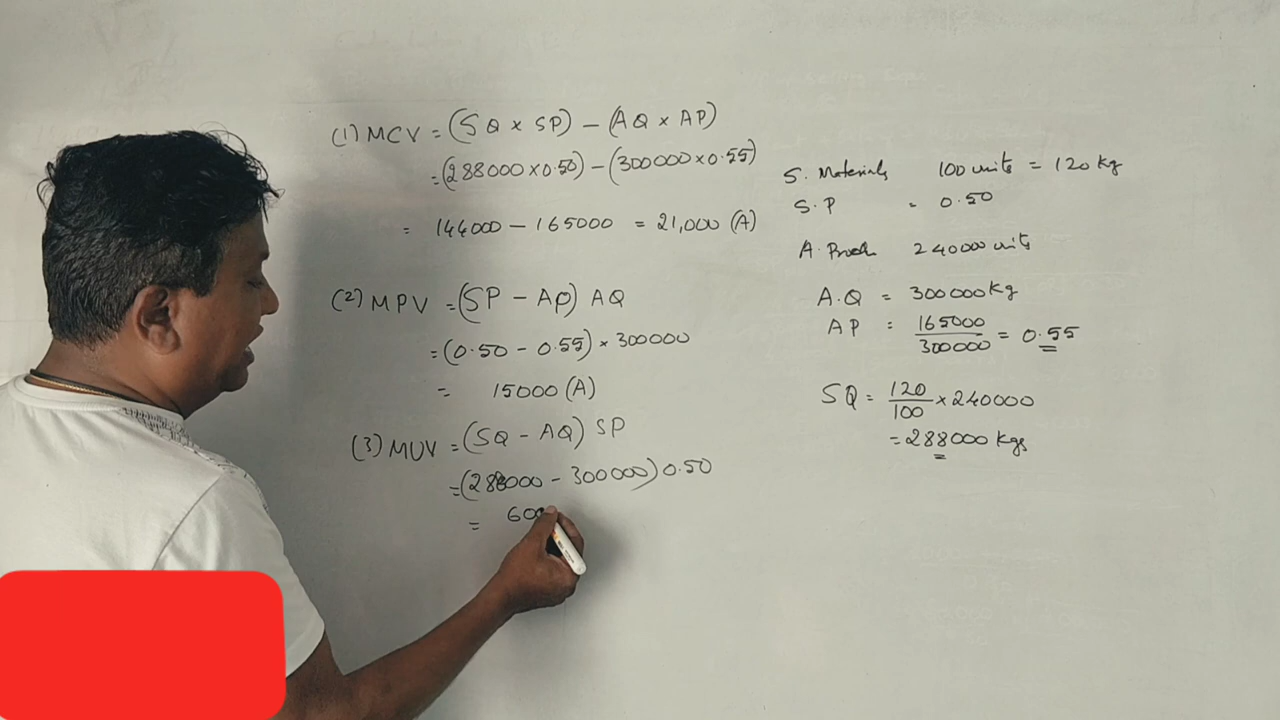 (1) MCV = (SQ × SP) – (AQ × AP)
= (288000 × 0.50) – (300000 × 0.55)
= 144000 – 165000 = 21,000 (A)
(2) MPV = (SP – AP) AQ
= (0.50 – 0.55) × 300000
= 15000 (A)
(3) MUV = (SQ – AQ) SP
= (288000 – 300000) 0.50
= 600
S. Materials 100 units = 120 kg
S.P = 0.50
A. Prodn 240000 units
A.Q = 300000 kg
AP = 165000/300000 = 0.55
SQ = 120/100 × 240000
= 288000 kgs